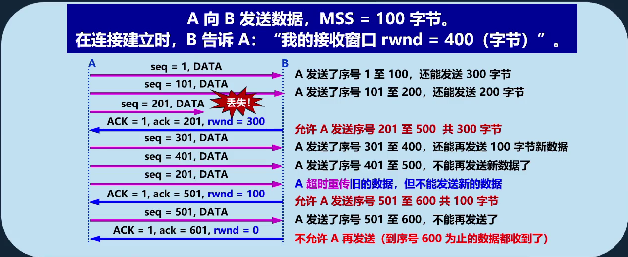 A 向 B 发送数据，MSS = 100 字节。
在连接建立时，B 告诉 A：“我的接收窗口 rwnd = 400（字节）”。
A B
seq = 1, DATA A 发送了序号 1 至 100，还能发送 300 字节
seq = 101, DATA A 发送了序号 101 至 200，还能发送 200 字节
seq = 201, DATA 丢失！
ACK = 1, ack = 201, rwnd = 300 允许 A 发送序号 201 至 500 共 300 字节
seq = 301, DATA A 发送了序号 301 至 400，还能再发送 100 字节新数据
seq = 401, DATA A 发送了序号 401 至 500，不能再发送新数据了
seq = 201, DATA A 超时重传旧的数据，但不能发送新的数据
ACK = 1, ack = 501, rwnd = 100 允许 A 发送序号 501 至 600 共 100 字节
seq = 501, DATA A 发送了序号 501 至 600，不能再发送了
ACK = 1, ack = 601, rwnd = 0 不允许 A 再发送（到序号 600 为止的数据都收到了）